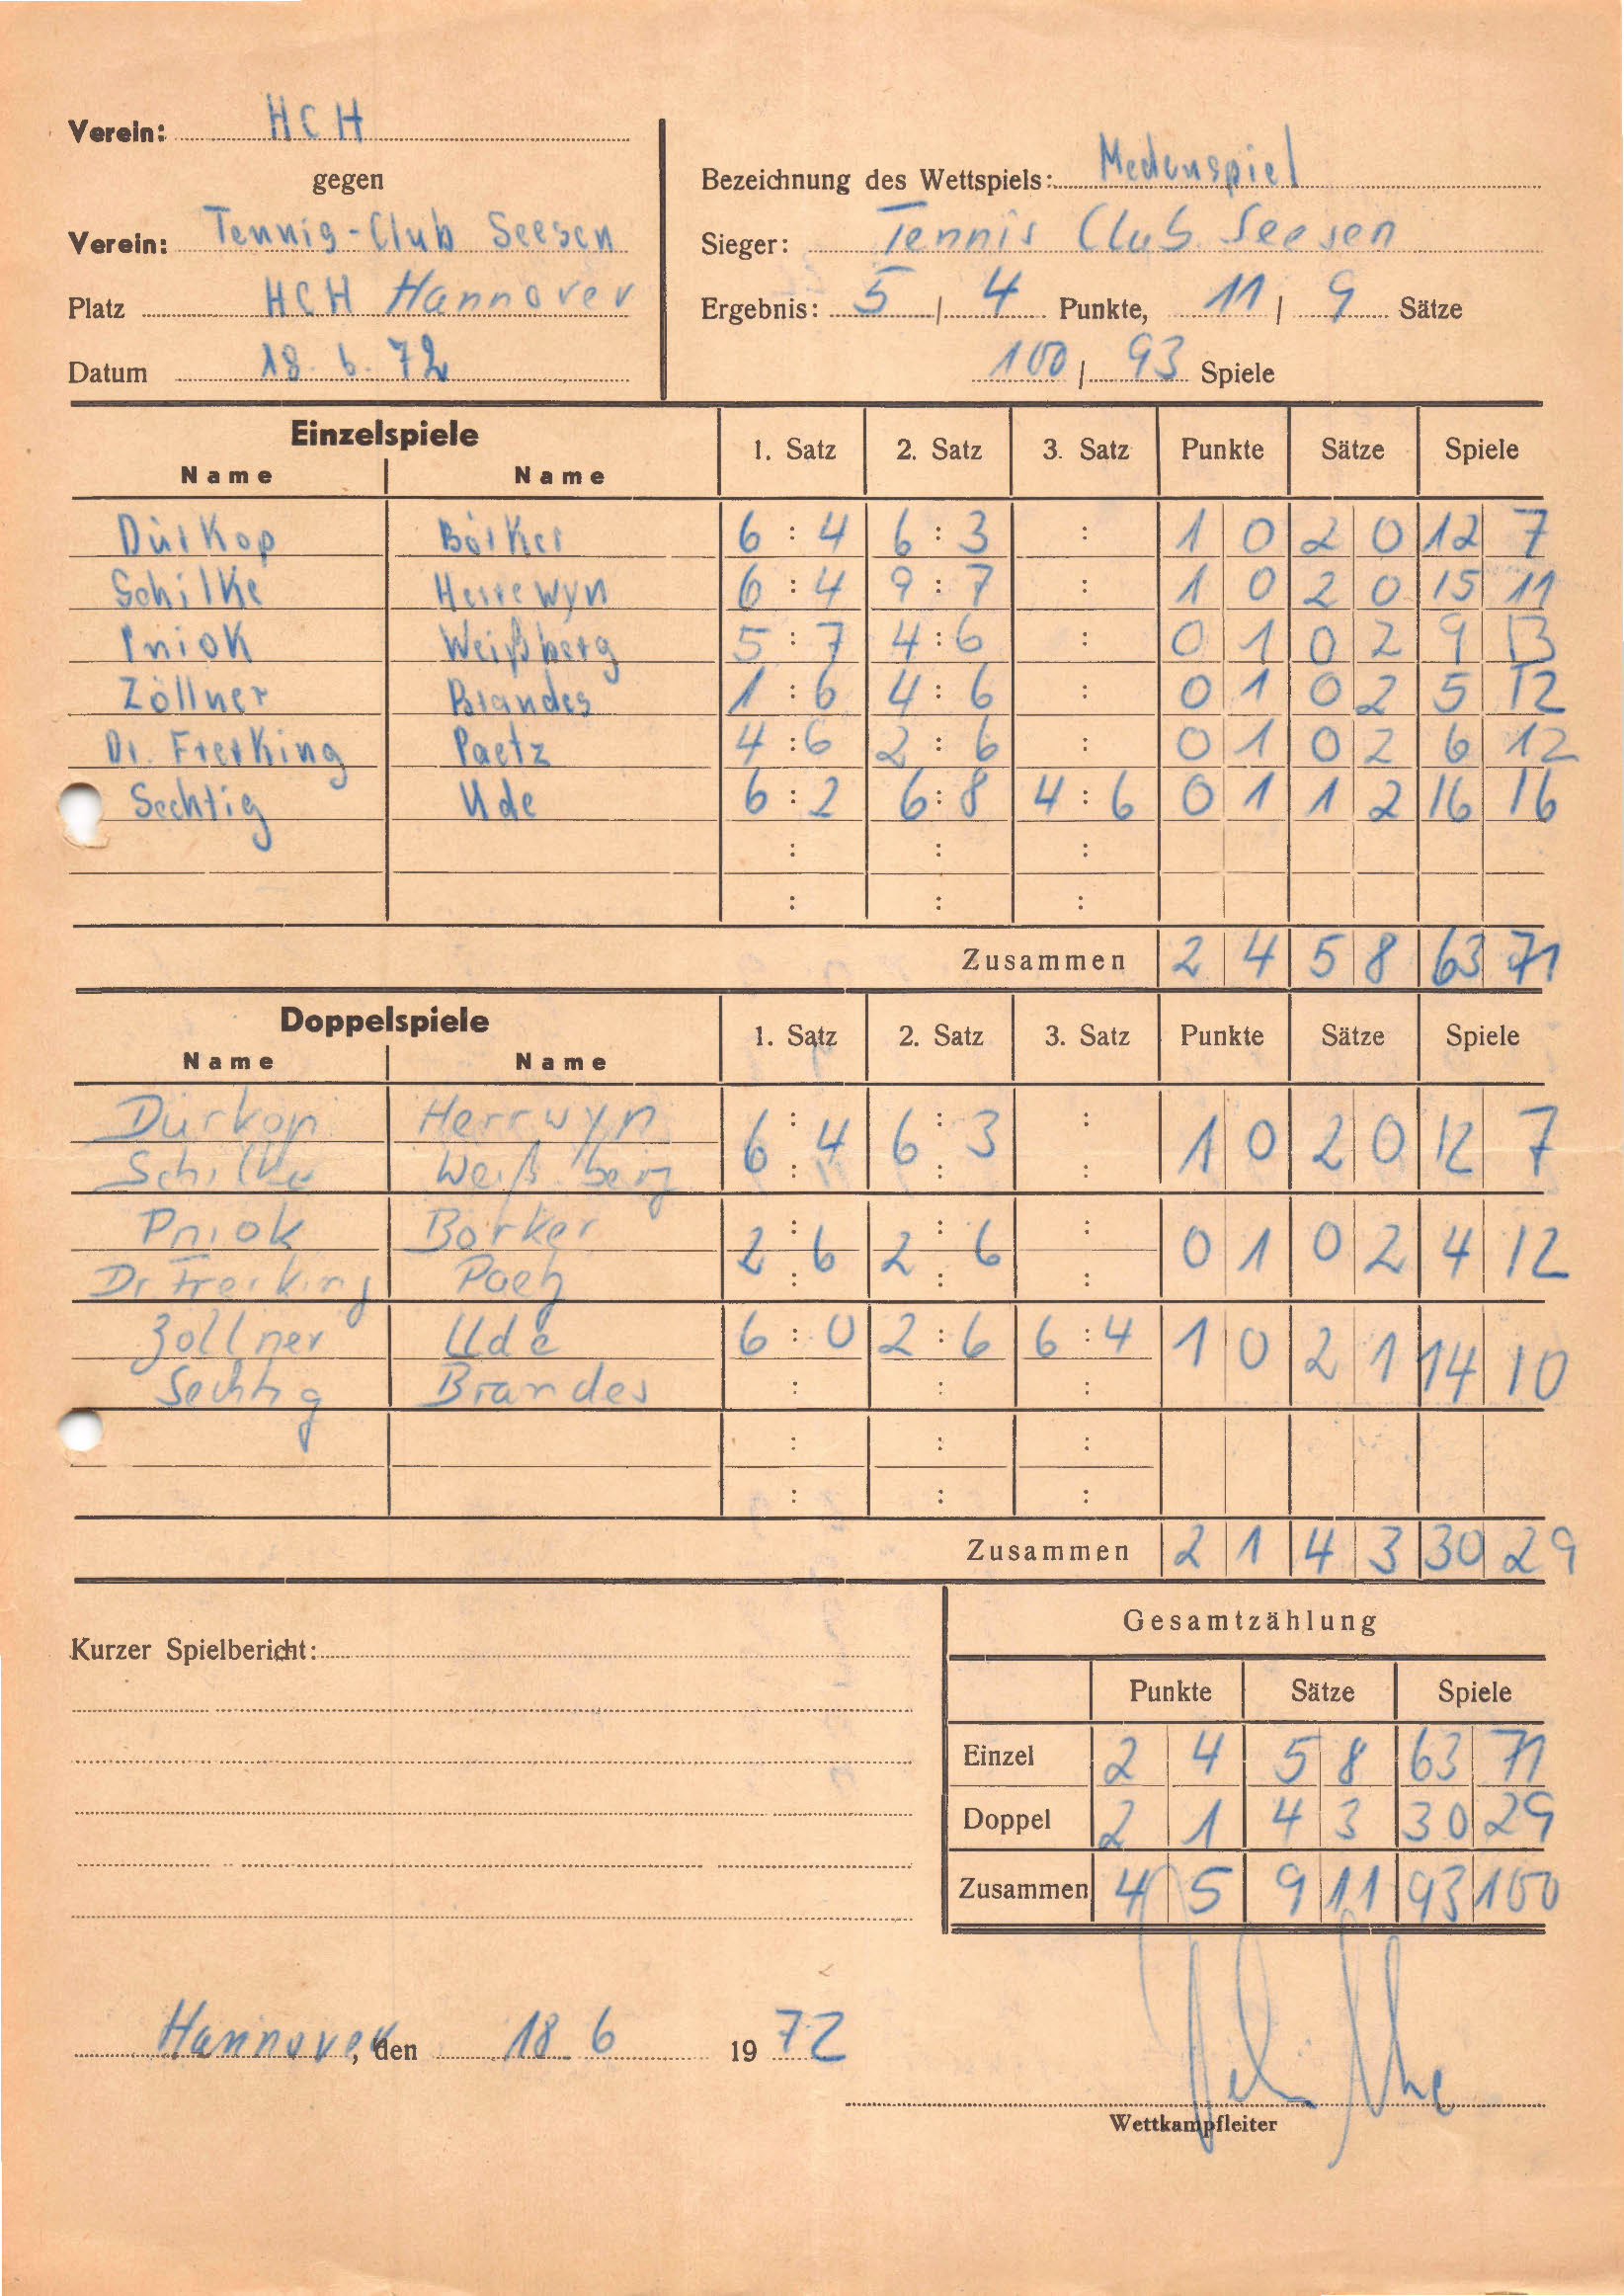 Verein: HCH
gegen
Verein: Tennis-Club Seesen
Platz HCH Hannover
Datum 18. 6. 72
Bezeichnung des Wettspiels: Medenspiel
Sieger: Tennis Club Seesen
Ergebnis: 5 / 4 Punkte, 11 / 9 Sätze
100 / 93 Spiele
Einzelspiele 1. Satz 2. Satz 3. Satz Punkte Sätze Spiele
Name Name
Dürkop Börker 6 : 4 6 : 3 : 1 0 2 0 12 7
Schilke Herrewyn 6 : 4 9 : 7 : 1 0 2 0 15 11
Pniok Weißberg 5 : 7 4 : 6 : 0 1 0 2 9 13
Zöllner Brandes 1 : 6 4 : 6 : 0 1 0 2 5 12
Dr. Frerking Paetz 4 : 6 2 : 6 : 0 1 0 2 6 12
Sechtig Ude 6 : 2 6 : 8 4 : 6 0 1 1 2 16 16
: : :
: : :
Zusammen 2 4 5 8 63 71
Doppelspiele 1. Satz 2. Satz 3. Satz Punkte Sätze Spiele
Name Name
Dürkop Herrwyn 6 : 4 6 : 3 : 1 0 2 0 12 7
Schilke Weißberg : : :
Pniok Börker 2 : 6 2 : 6 : 0 1 0 2 4 12
Dr Frerking Paetz : : :
Zöllner Ude 6 : 0 2 : 6 6 : 4 1 0 2 1 14 10
Sechtig Brandes : : :
: : :
: : :
Zusammen 2 1 4 3 30 29
Kurzer Spielbericht:
Gesamtzählung
Punkte Sätze Spiele
Einzel 2 4 5 8 63 71
Doppel 2 1 4 3 30 29
Zusammen 4 5 9 11 93 100
Hannover, den 18 6 1972
Wettkampfleiter